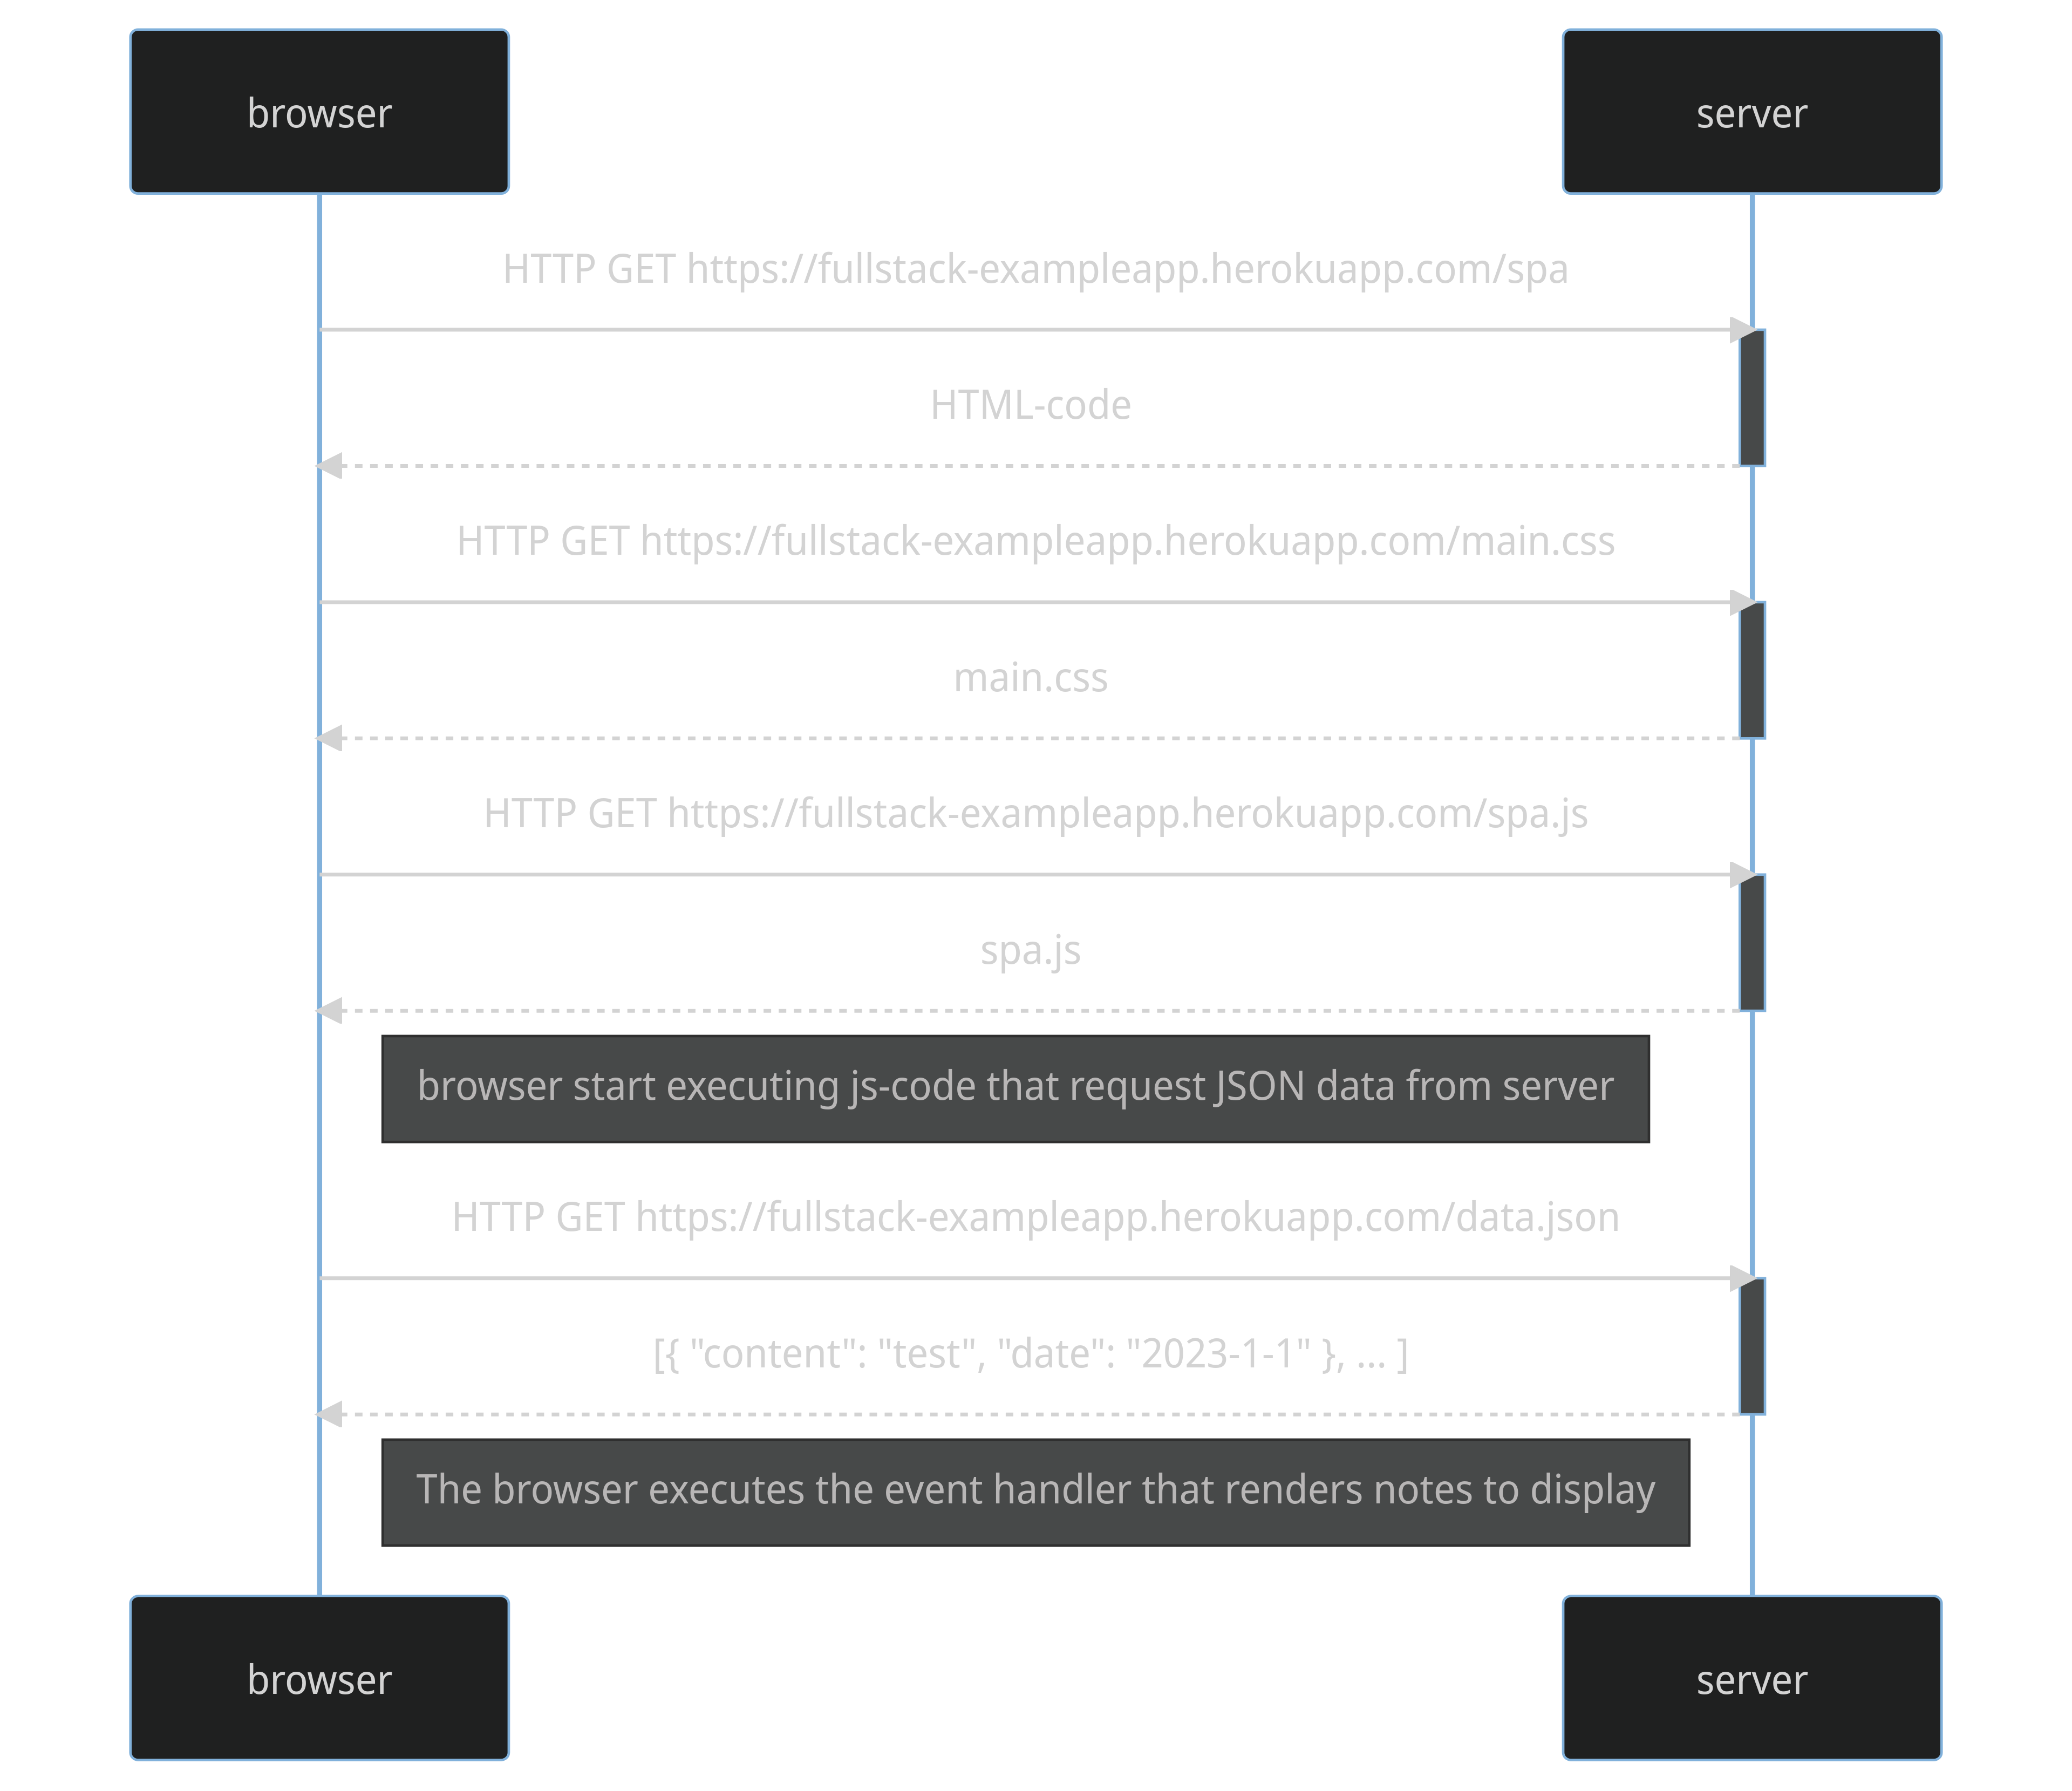 browser
server
HTTP GET https://fullstack-exampleapp.herokuapp.com/spa
HTML-code
HTTP GET https://fullstack-exampleapp.herokuapp.com/main.css
main.css
HTTP GET https://fullstack-exampleapp.herokuapp.com/spa.js
spa.js
browser start executing js-code that request JSON data from server
HTTP GET https://fullstack-exampleapp.herokuapp.com/data.json
[{ "content": "test", "date": "2023-1-1" }, ... ]
The browser executes the event handler that renders notes to display
browser
server